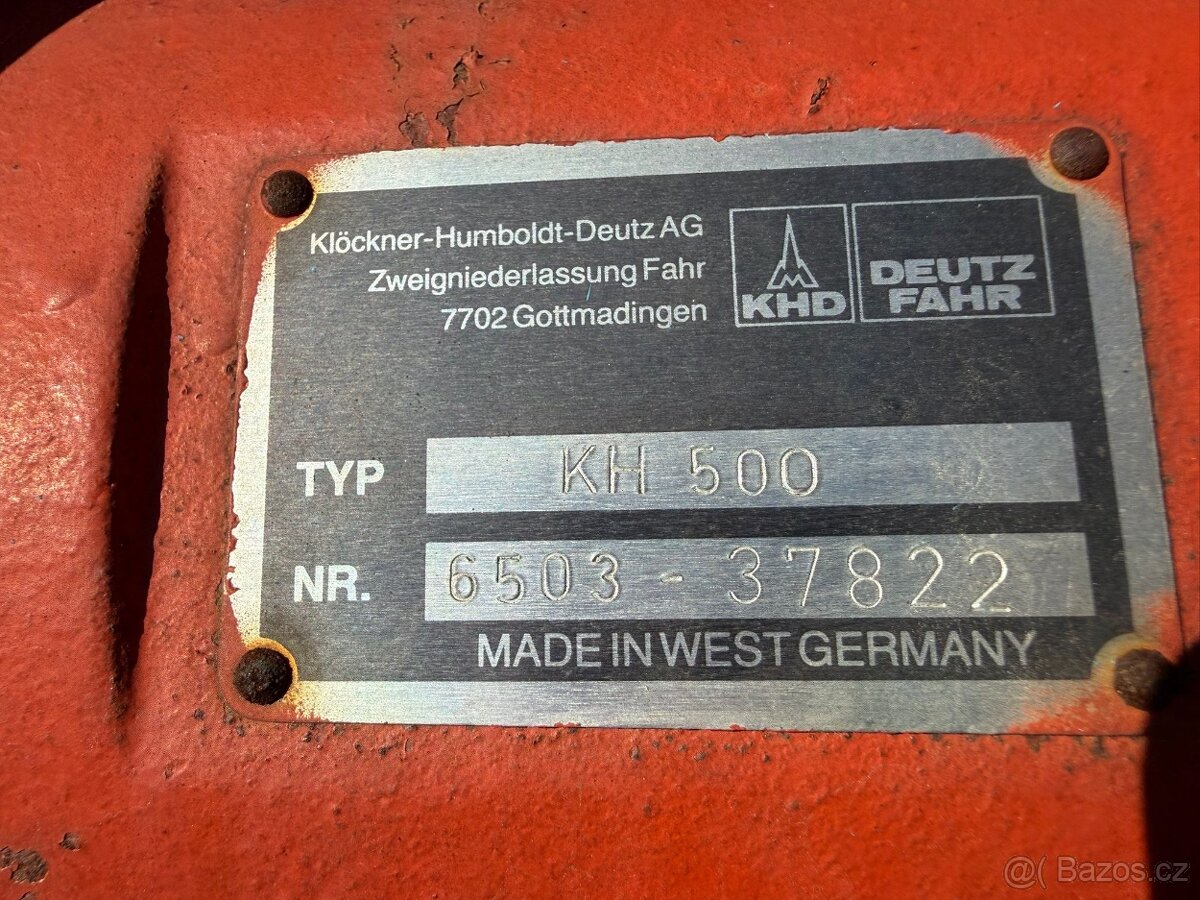 Klöckner-Humboldt-Deutz AG
Zweigniederlassung Fahr
7702 Gottmadingen
KHD
DEUTZ
FAHR
TYP KH 500
NR. 6503 - 37822
MADE IN WEST GERMANY
@( Bazos.cz